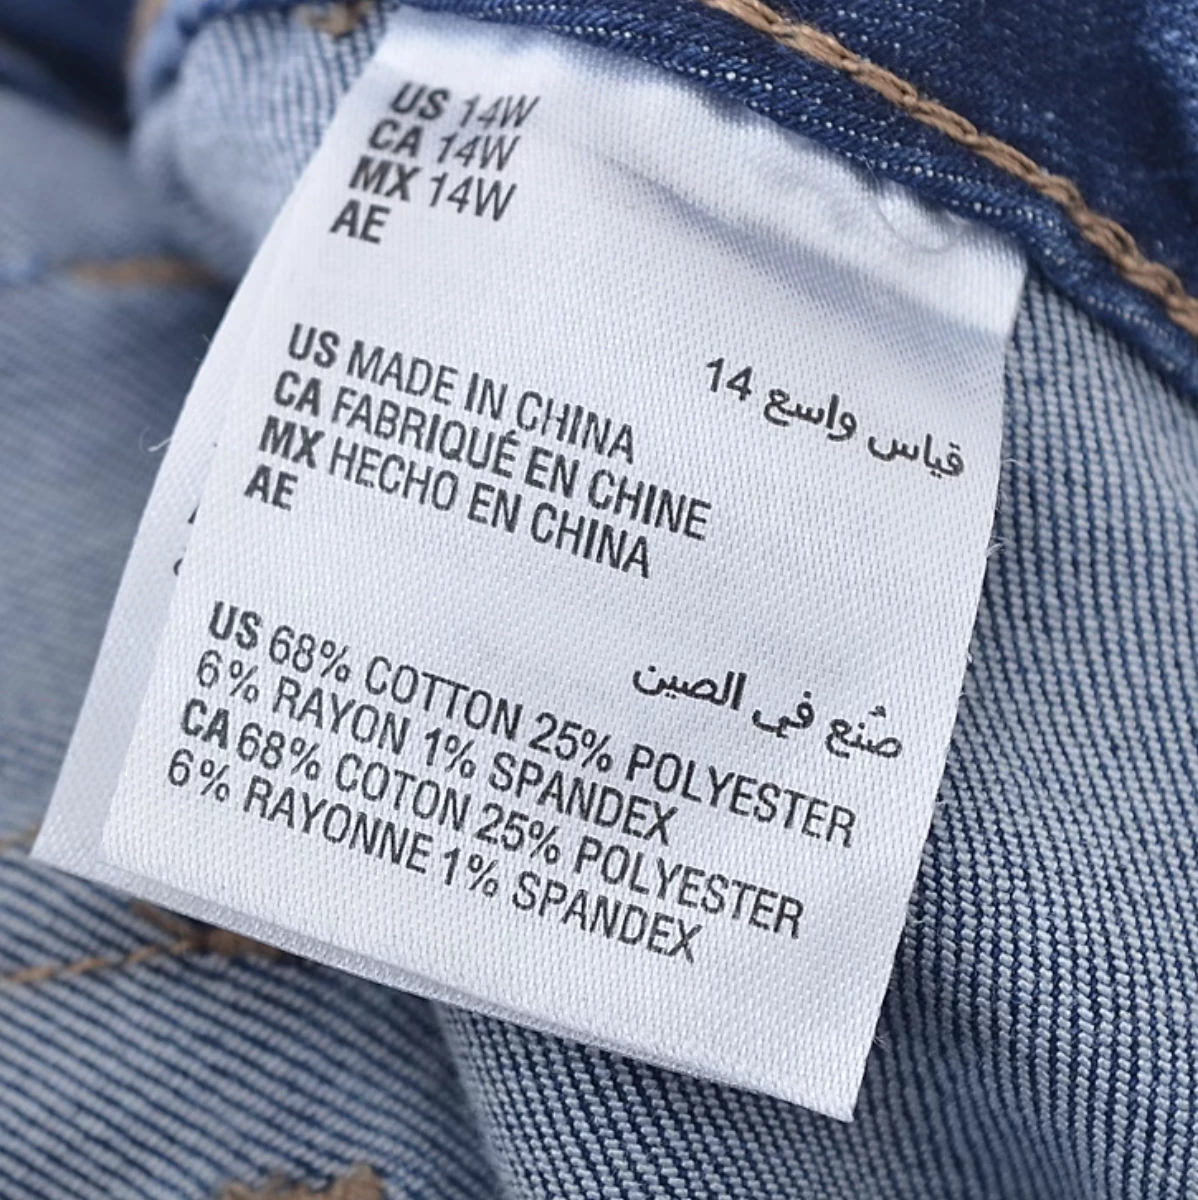 US 14W
CA 14W
MX 14W
AE
قياس واسع 14
US MADE IN CHINA
CA FABRIQUÉ EN CHINE
MX HECHO EN CHINA
AE
صُنع في الصين
US 68% COTTON 25% POLYESTER
6% RAYON 1% SPANDEX
CA 68% COTON 25% POLYESTER
6% RAYONNE 1% SPANDEX